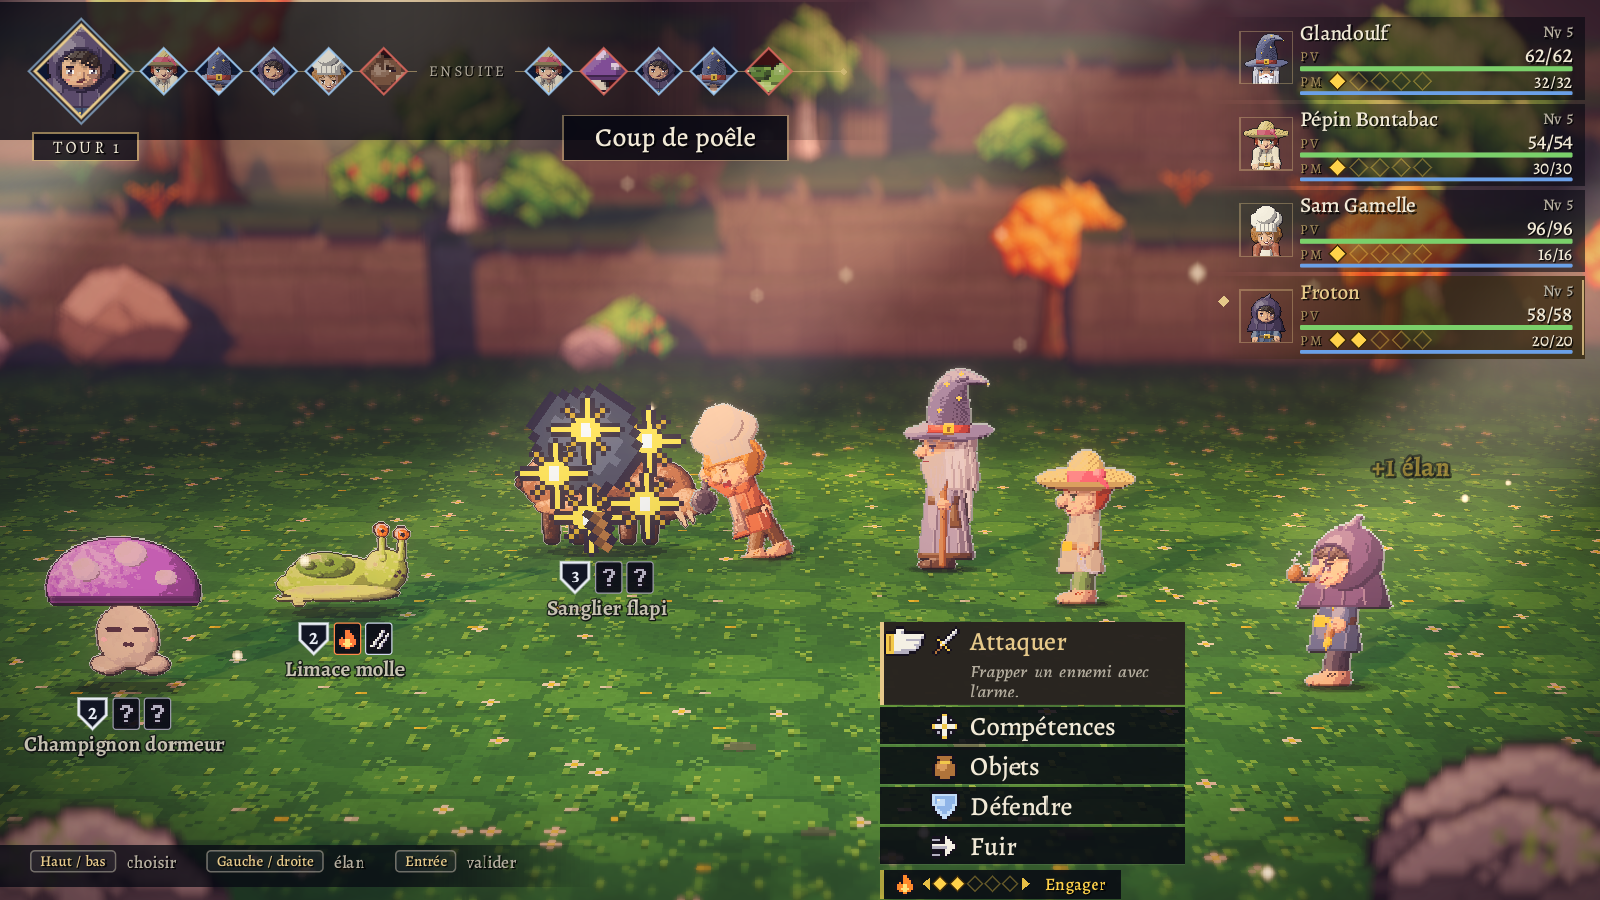 ENSUITE
TOUR 1
Coup de poêle
Glandoulf Nv 5
PV 62/62
PM 32/32
Pépin Bontabac Nv 5
PV 54/54
PM 30/30
Sam Gamelle Nv 5
PV 96/96
PM 16/16
Froton Nv 5
PV 58/58
PM 20/20
+1 élan
3 ? ?
Sanglier flapi
2
Limace molle
2 ? ?
Champignon dormeur
Attaquer
Frapper un ennemi avec
l'arme.
Compétences
Objets
Défendre
Fuir
Engager
Haut / bas choisir Gauche / droite élan Entrée valider